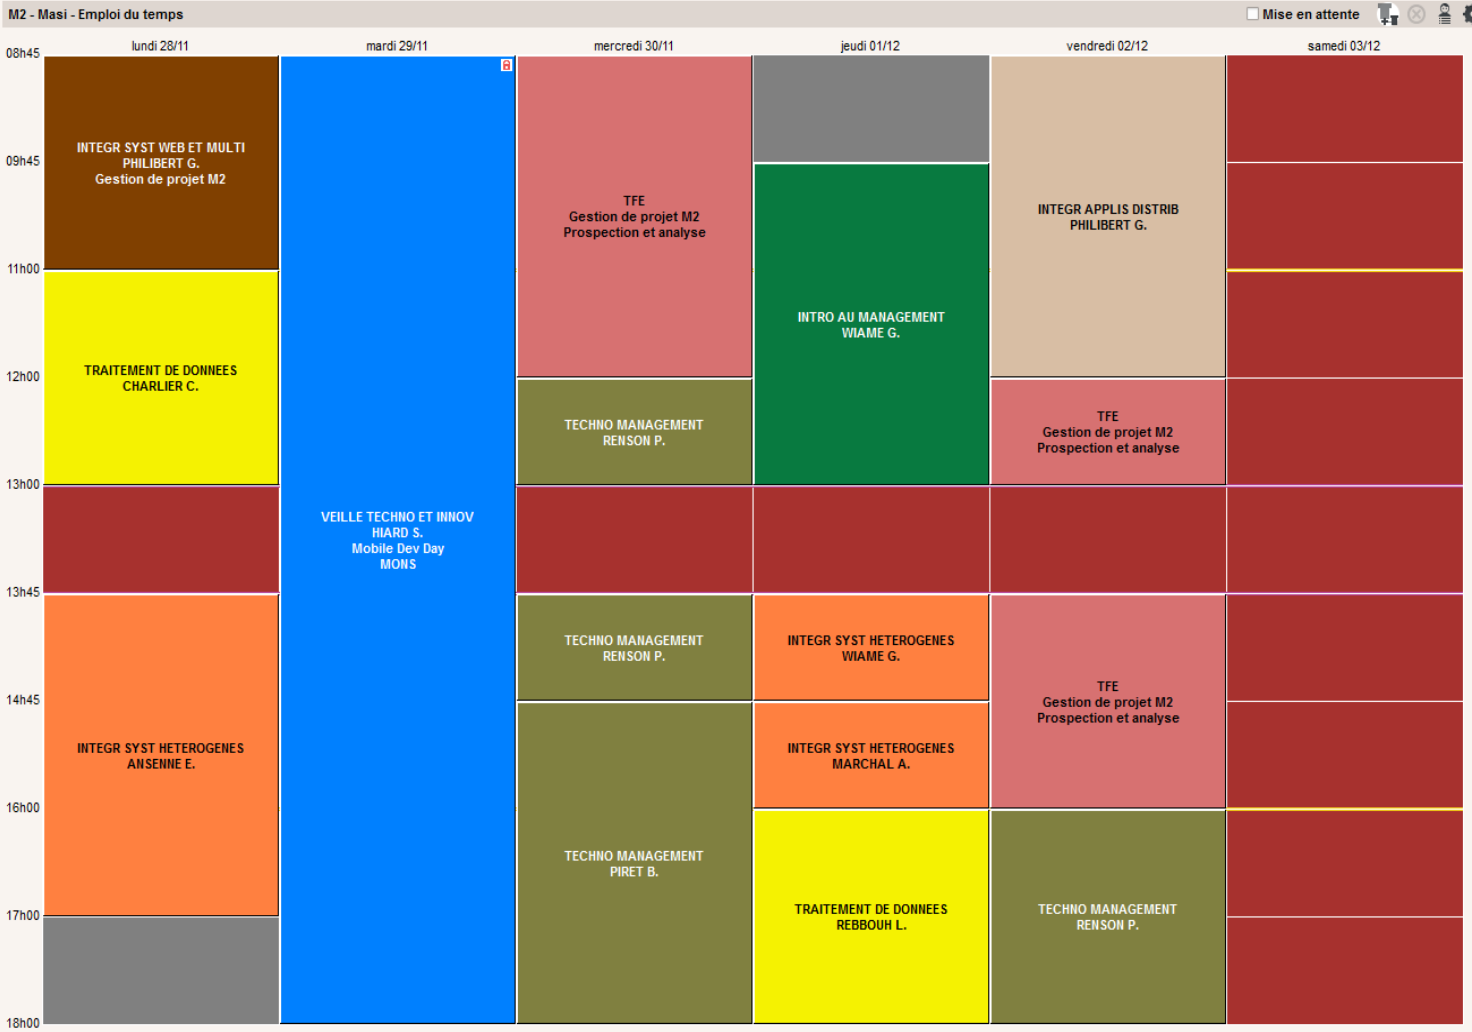 M2 - Masi - Emploi du temps
Mise en attente
lundi 28/11
mardi 29/11
mercredi 30/11
jeudi 01/12
vendredi 02/12
samedi 03/12
08h45
09h45
11h00
12h00
13h00
13h45
14h45
16h00
17h00
18h00
INTEGR SYST WEB ET MULTI
PHILIBERT G.
Gestion de projet M2
TRAITEMENT DE DONNEES
CHARLIER C.
INTEGR SYST HETEROGENES
ANSENNE E.
VEILLE TECHNO ET INNOV
HIARD S.
Mobile Dev Day
MONS
TFE
Gestion de projet M2
Prospection et analyse
TECHNO MANAGEMENT
RENSON P.
TECHNO MANAGEMENT
RENSON P.
TECHNO MANAGEMENT
PIRET B.
INTRO AU MANAGEMENT
WIAME G.
INTEGR SYST HETEROGENES
WIAME G.
INTEGR SYST HETEROGENES
MARCHAL A.
TRAITEMENT DE DONNEES
REBBOUH L.
INTEGR APPLIS DISTRIB
PHILIBERT G.
TFE
Gestion de projet M2
Prospection et analyse
TFE
Gestion de projet M2
Prospection et analyse
TECHNO MANAGEMENT
RENSON P.